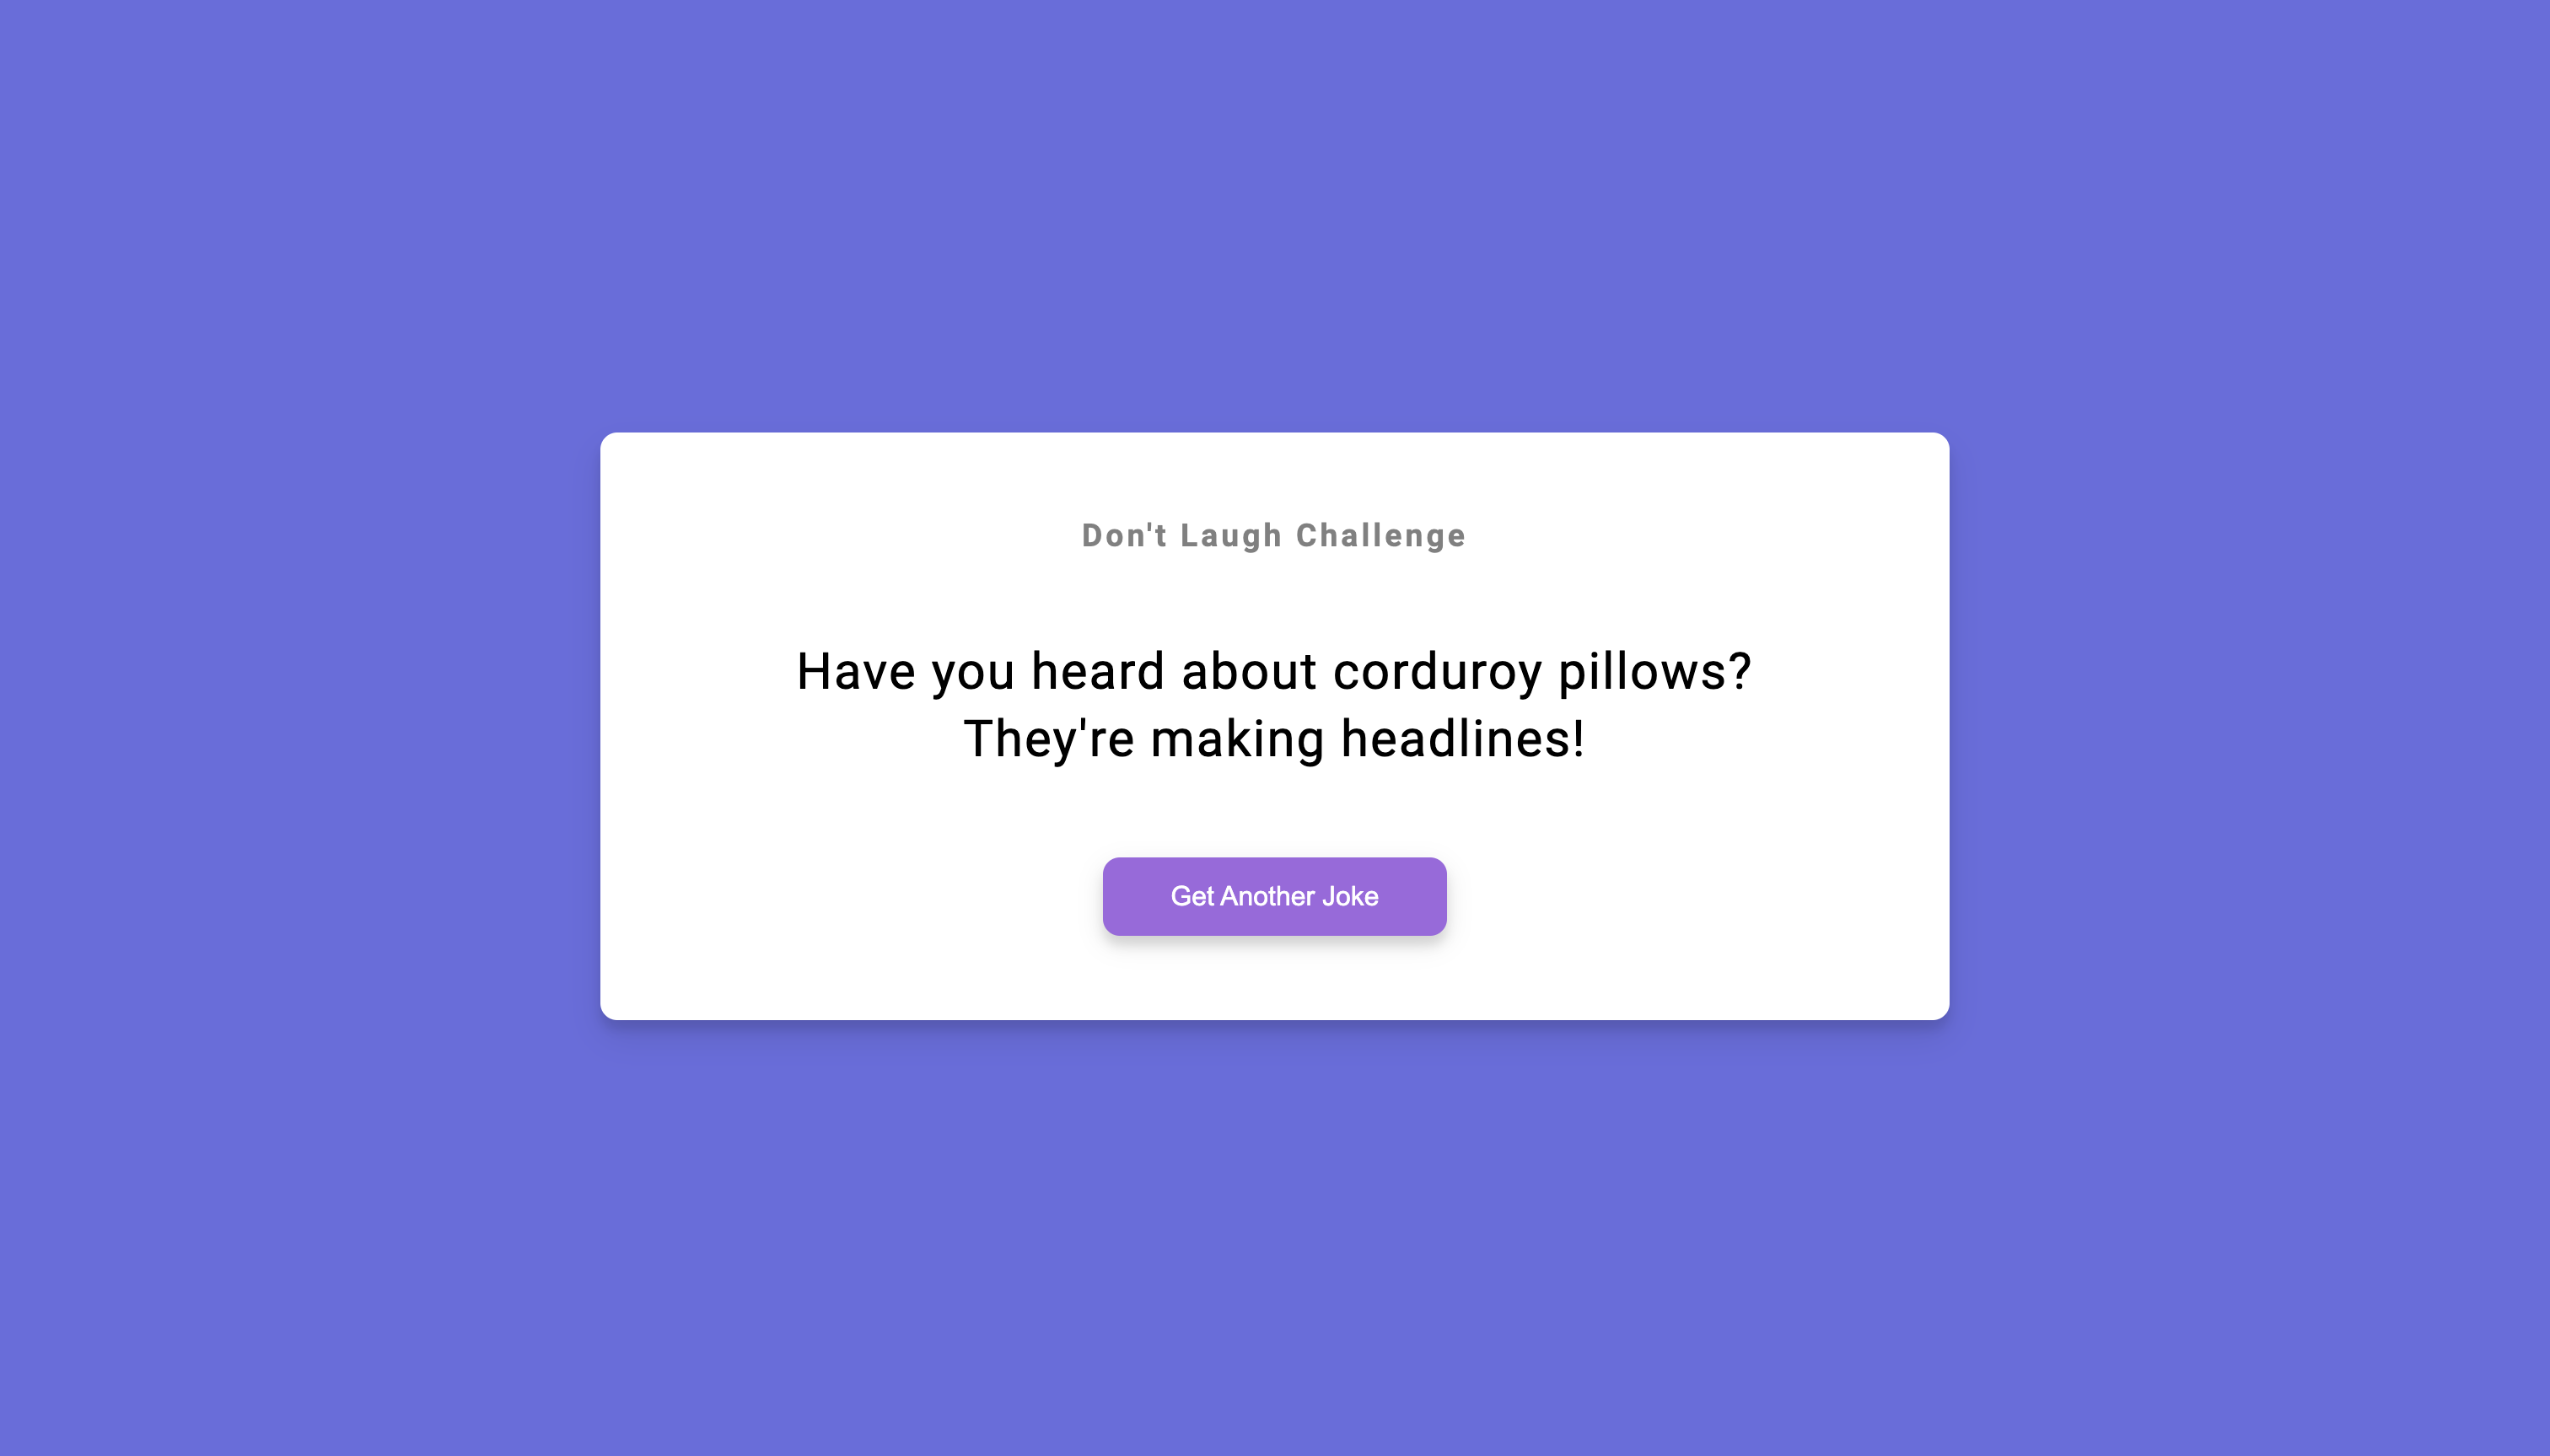 Don't Laugh Challenge
Have you heard about corduroy pillows?
They're making headlines!
Get Another Joke